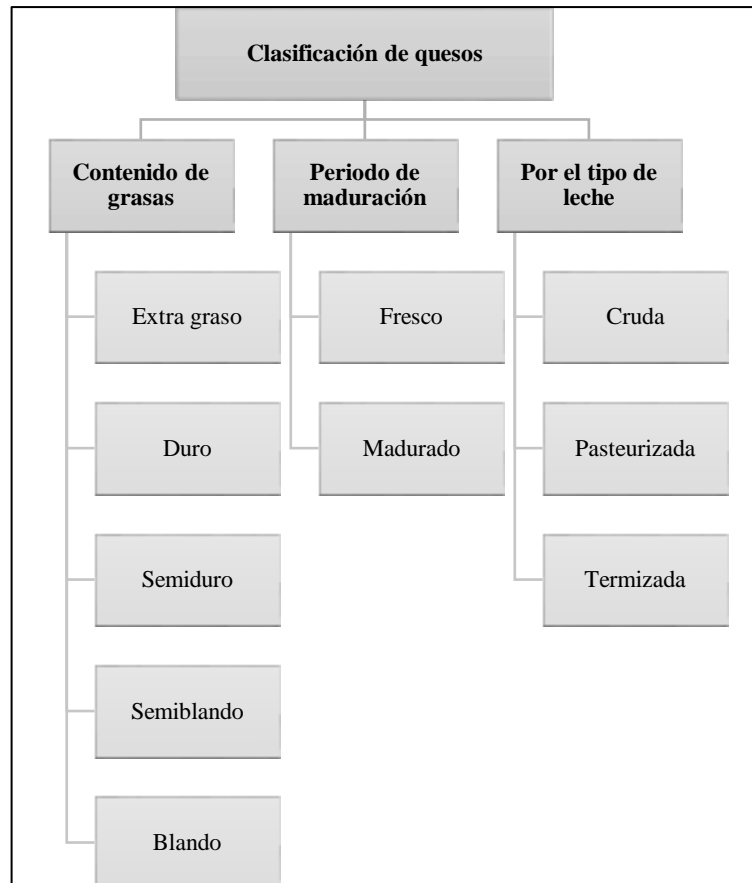 Clasificación de quesos
Contenido de
grasas
Extra graso
Duro
Semiduro
Semiblando
Blando
Periodo de
maduración
Fresco
Madurado
Por el tipo de
leche
Cruda
Pasteurizada
Termizada